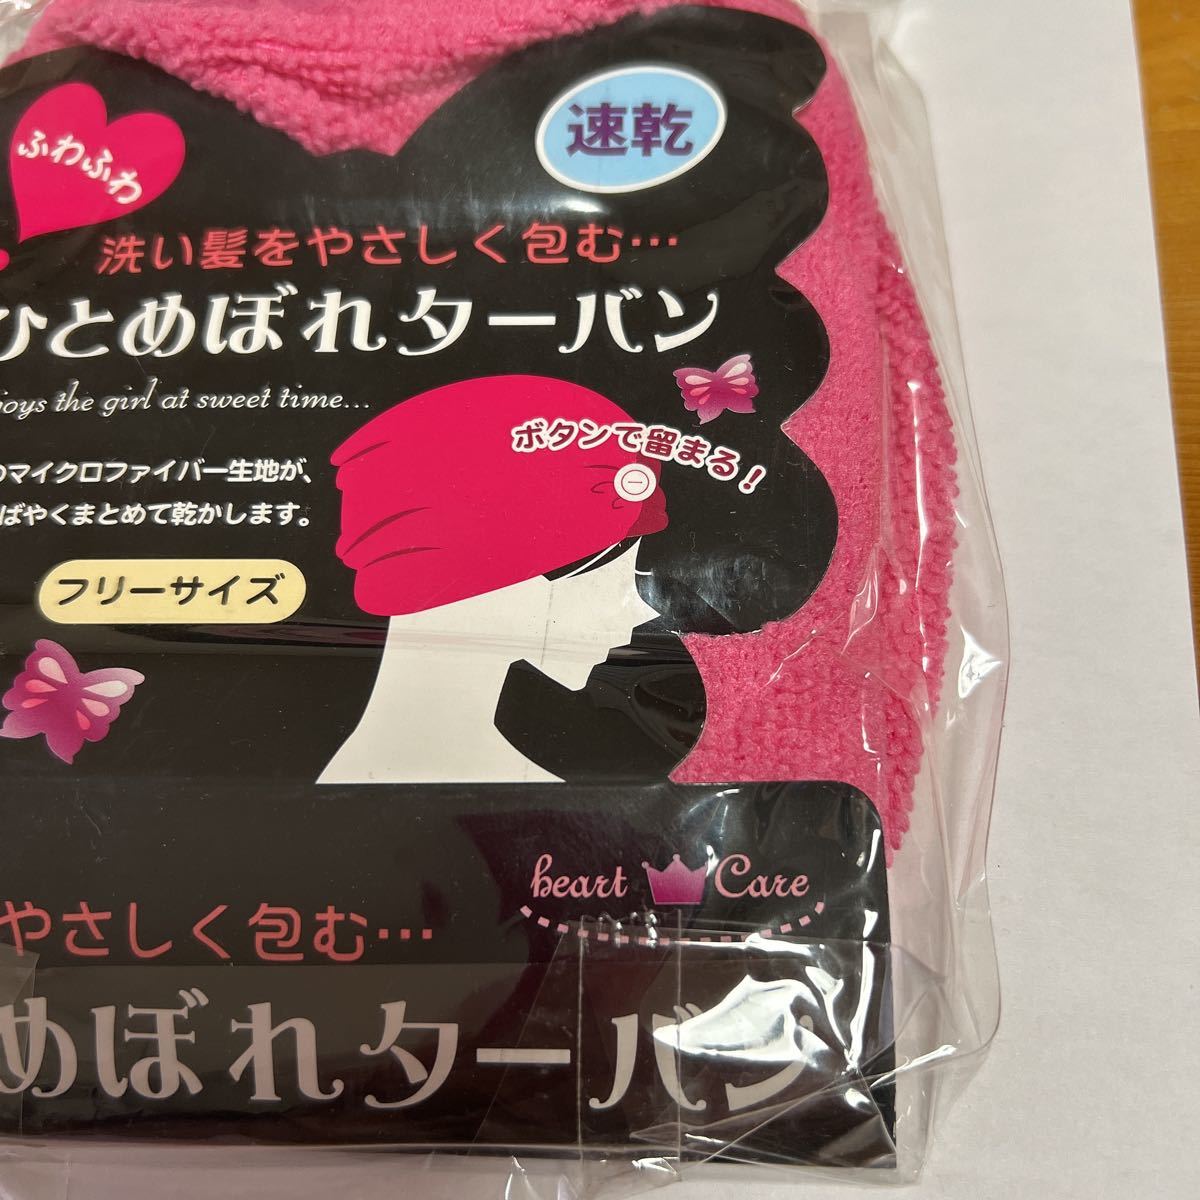 ふわふわ
速乾
洗い髪をやさしく包む…
ひとめぼれターバン
the girl at sweet time...
ボタンで留まる!
マイクロファイバー生地が、
ばやくまとめて乾かします。
フリーサイズ
heart Care
やさしく包む…
めぼれターバン